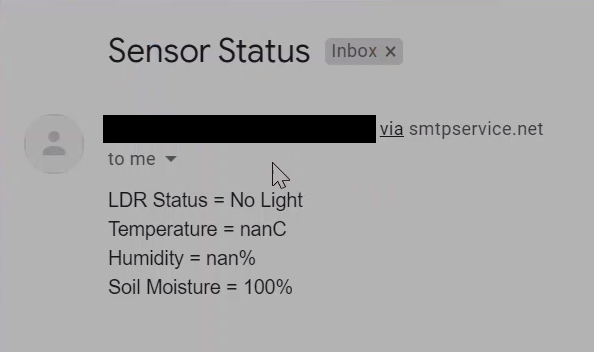 Sensor Status Inbox ×
via smtpservice.net
to me
LDR Status = No Light
Temperature = nanC
Humidity = nan%
Soil Moisture = 100%